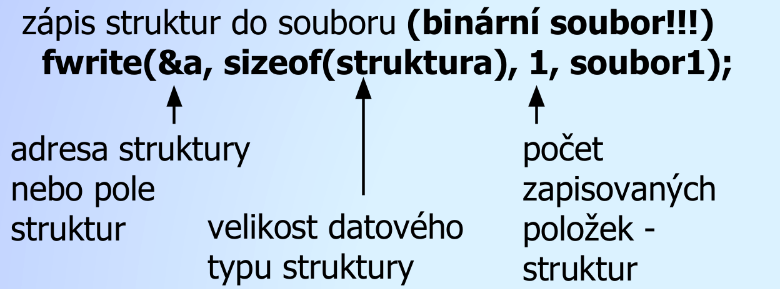 zápis struktur do souboru (binární soubor!!!)
fwrite(&a, sizeof(struktura), 1, soubor1);
adresa struktury
nebo pole
struktur
velikost datového
typu struktury
počet
zapisovaných
položek -
struktur